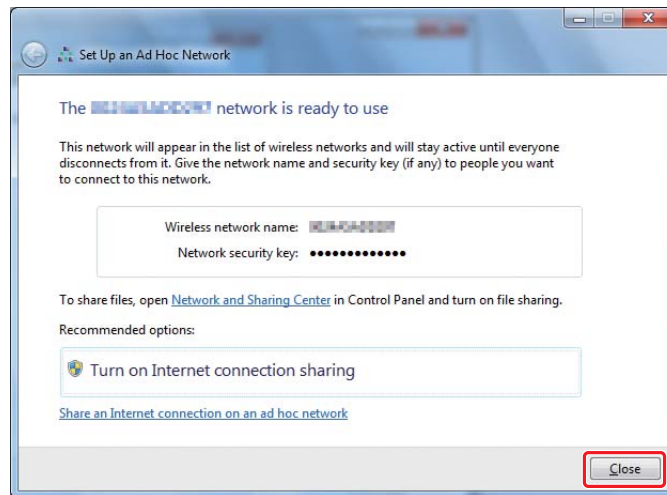 Set Up an Ad Hoc Network
The network is ready to use
This network will appear in the list of wireless networks and will stay active until everyone
disconnects from it. Give the network name and security key (if any) to people you want
to connect to this network.
Wireless network name:
Network security key: ●●●●●●●●●●●●●
To share files, open Network and Sharing Center in Control Panel and turn on file sharing.
Recommended options:
Turn on Internet connection sharing
Share an Internet connection on an ad hoc network
Close